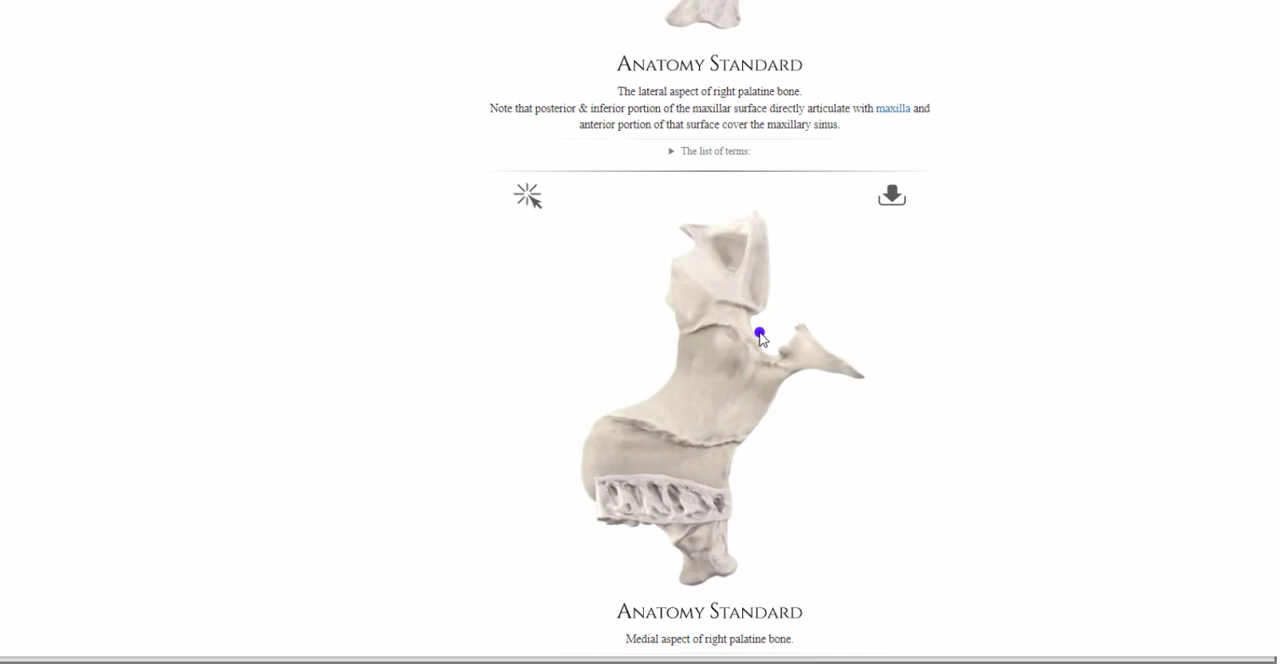 ANATOMY STANDARD
The lateral aspect of right palatine bone.
Note that posterior & inferior portion of the maxillar surface directly articulate with maxilla and
anterior portion of that surface cover the maxillary sinus.
▶ The list of terms:
ANATOMY STANDARD
Medial aspect of right palatine bone.